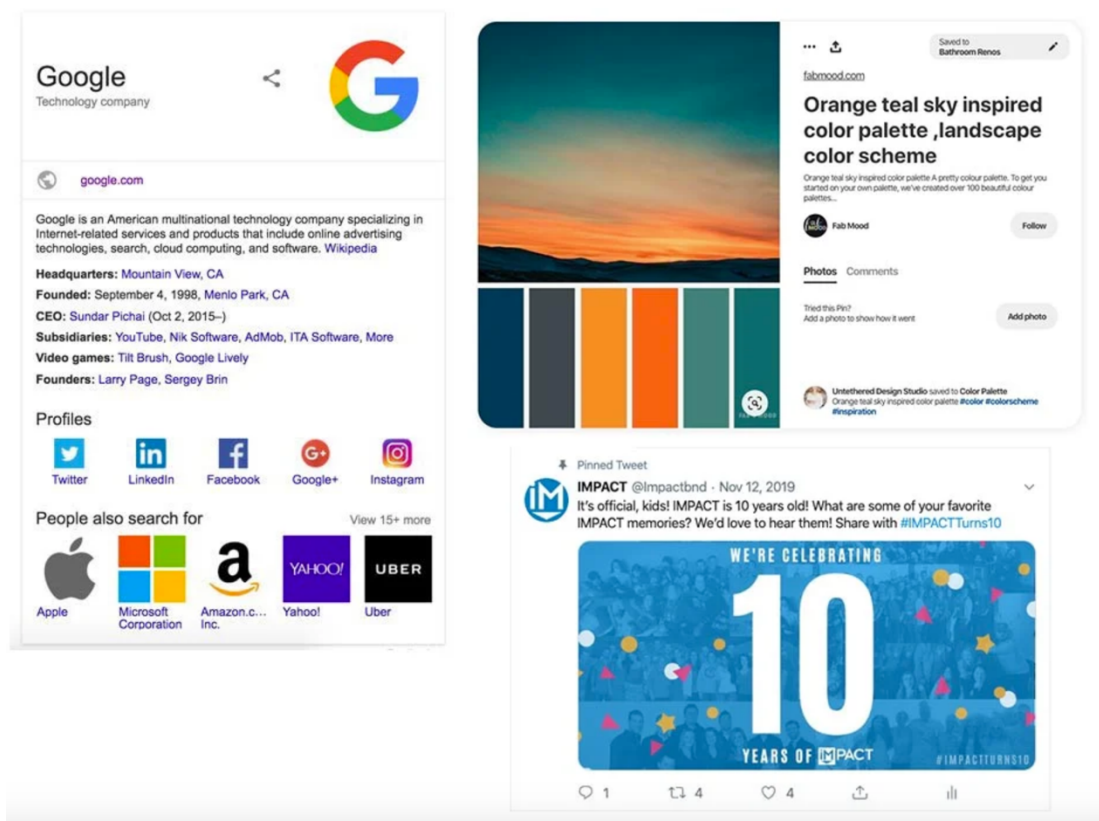 Google
Technology company
google.com
Google is an American multinational technology company specializing in
Internet-related services and products that include online advertising
technologies, search, cloud computing, and software. Wikipedia
Headquarters: Mountain View, CA
Founded: September 4, 1998, Menlo Park, CA
CEO: Sundar Pichai (Oct 2, 2015–)
Subsidiaries: YouTube, Nik Software, AdMob, ITA Software, More
Video games: Tilt Brush, Google Lively
Founders: Larry Page, Sergey Brin
Profiles
Twitter LinkedIn Facebook Google+ Instagram
People also search for View 15+ more
YAHOO! UBER
Apple Microsoft Amazon.c... Yahoo! Uber
Corporation Inc.
Saved to
Bathroom Renos
fabmood.com
Orange teal sky inspired
color palette ,landscape
color scheme
Orange teal sky inspired color palette A pretty colour palette. To get you
started on your own palette, we've created over 100 beautiful colour
palettes...
Fab Mood Follow
Photos Comments
Tried this Pin?
Add a photo to show how it went Add photo
Untethered Design Studio saved to Color Palette
Orange teal sky inspired color palette #color #colorscheme
#inspiration
Pinned Tweet
IMPACT @Impactbnd · Nov 12, 2019
It's official, kids! IMPACT is 10 years old! What are some of your favorite
IMPACT memories? We'd love to hear them! Share with #IMPACTTurns10
WE'RE CELEBRATING
10
YEARS OF IMPACT
#IMPACTTURNS10
1 4 4